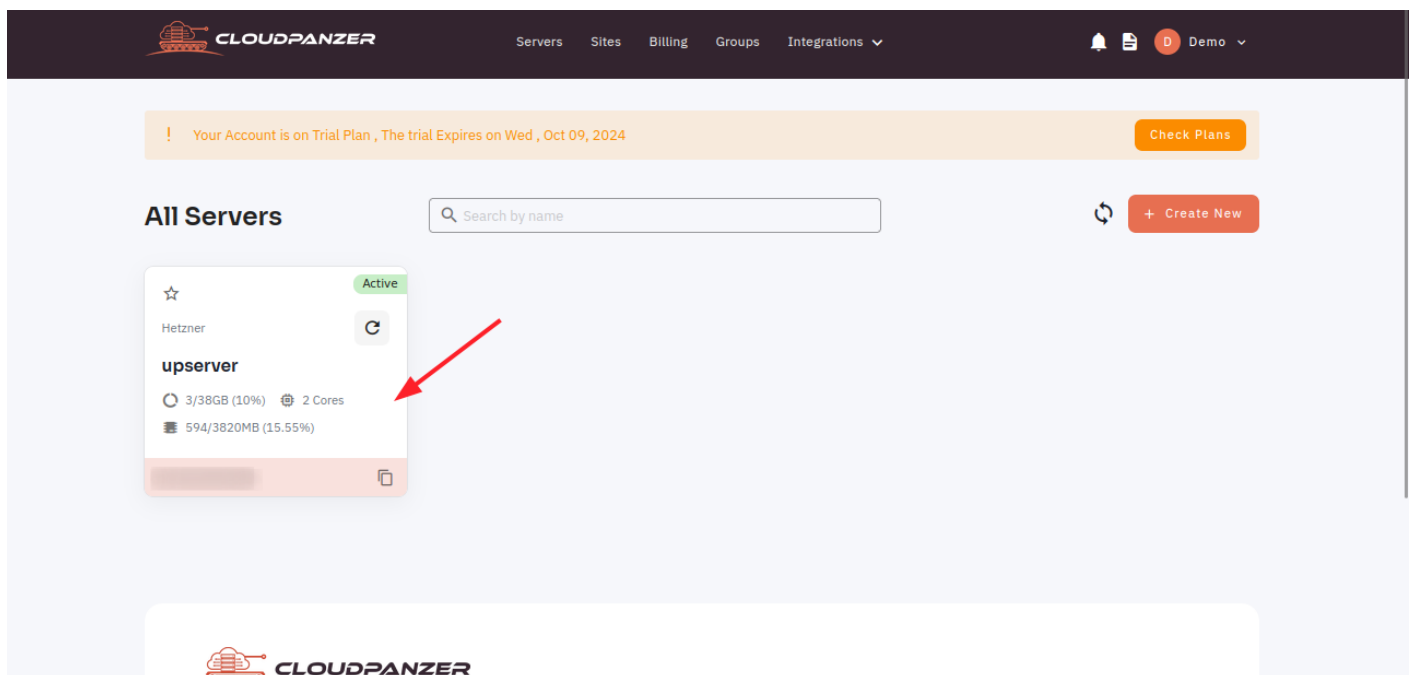 CLOUDPANZER Servers Sites Billing Groups Integrations D Demo
! Your Account is on Trial Plan , The trial Expires on Wed , Oct 09, 2024 Check Plans
All Servers Search by name + Create New
Active
Hetzner
upserver
3/38GB (10%) 2 Cores
594/3820MB (15.55%)
CLOUDPANZER